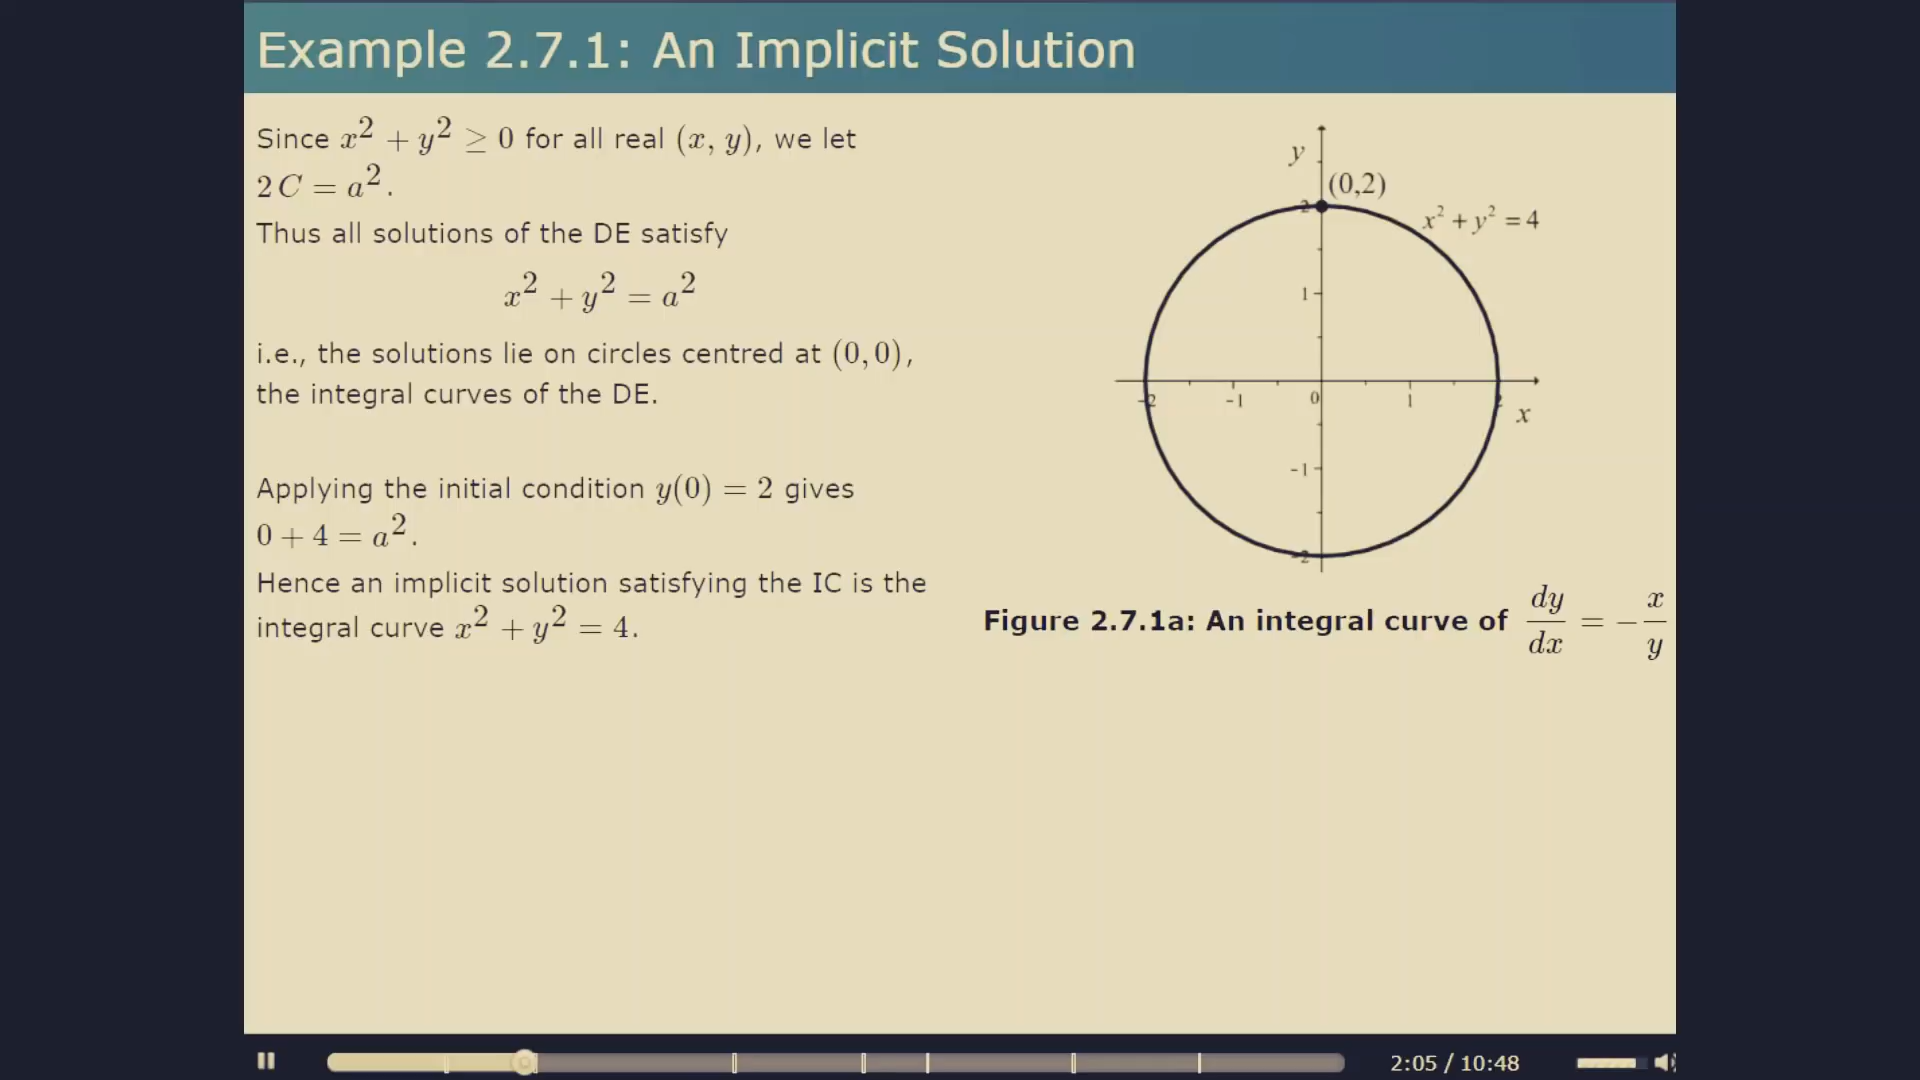 Example 2.7.1: An Implicit Solution
Since x² + y² ≥ 0 for all real (x, y), we let
2C = a².
Thus all solutions of the DE satisfy
x² + y² = a²
i.e., the solutions lie on circles centred at (0, 0),
the integral curves of the DE.
Applying the initial condition y(0) = 2 gives
0 + 4 = a².
Hence an implicit solution satisfying the IC is the
integral curve x² + y² = 4.
y
(0,2)
2
x² + y² = 4
1
-2 -1 0 1 2
x
-1
-2
Figure 2.7.1a: An integral curve of dy/dx = −x/y
2:05 / 10:48